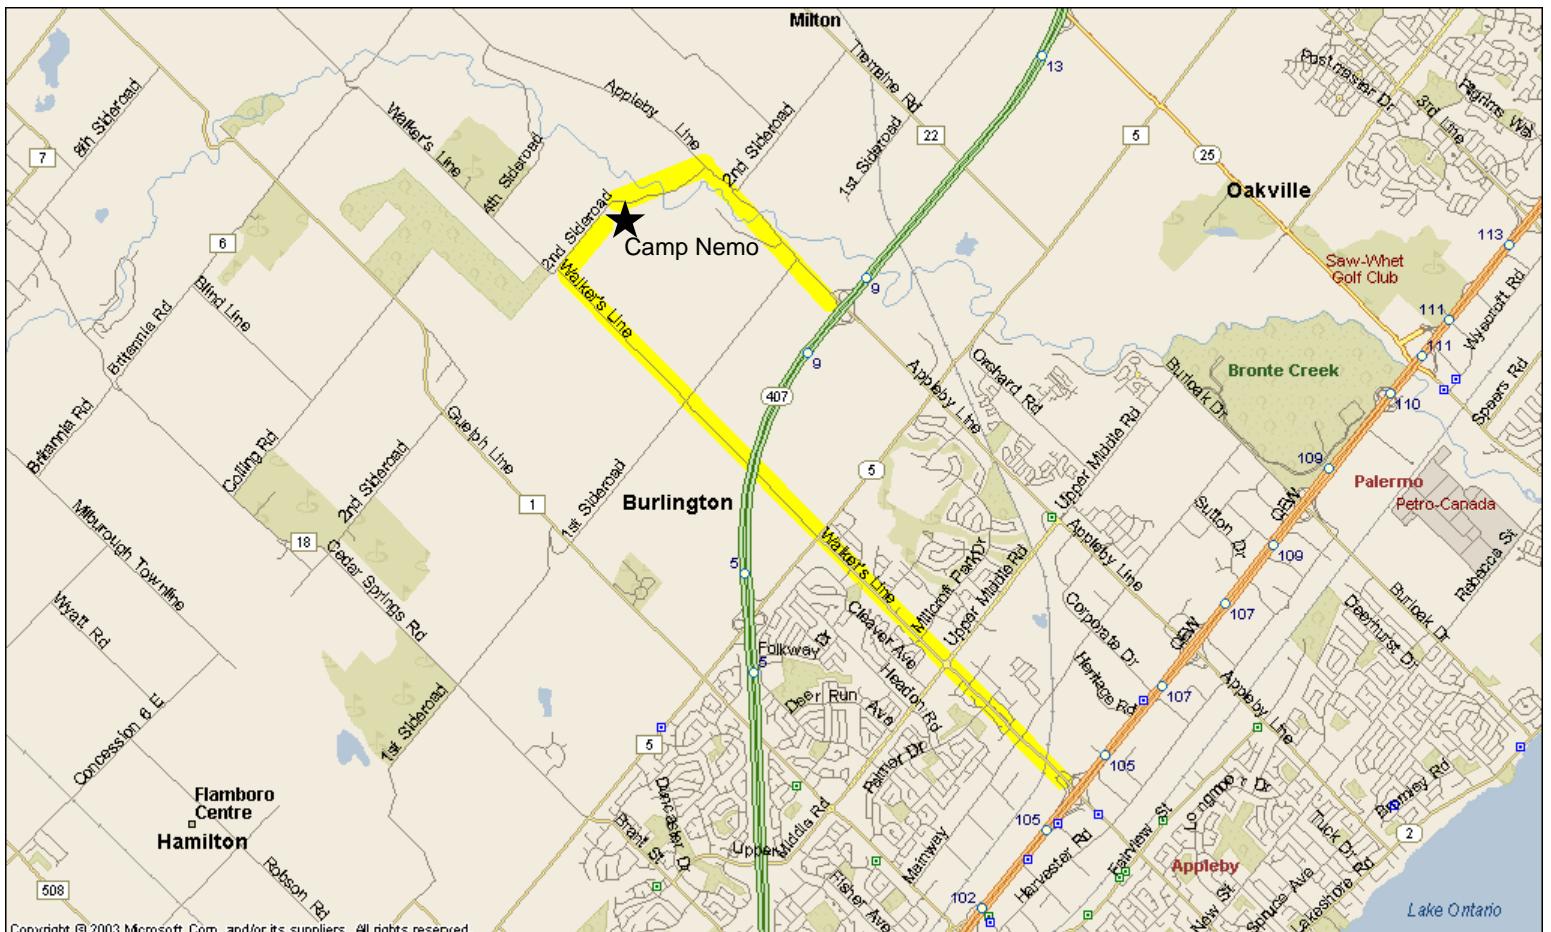 Milton
13
Tremaine Rd
Postmaster Dr
3rd Line
Pilgrims Way
8th Sideroad
7
Walker's Line
Appleby Line
4th Sideroad
2nd Sideroad
1st Sideroad
22
5
25
Oakville
113
2nd Sideroad
Camp Nemo
6
Saw-Whet
Golf Club
Wyecroft Rd
111
111
Blind Line
Britannia Rd
Walker's Line
9
9
407
Appleby Line
Orchard Rd
Burloak Dr
Bronte Creek
110
Speers Rd
Britannia Rd
Colling Rd
2nd Sideroad
Guelph Line
1
1st Sideroad
Burlington
5
Upper Middle Rd
109
QEW
Palermo
Petro-Canada
Sutton Dr
Milburough Townline
18
Cedar Springs Rd
Walker's Line
Millcroft Park Dr
Upper Middle Rd
Appleby Line
109
Rebecca St
5
Cleaver Ave
Corporate Dr
107
Burloak Dr
Deerhurst Dr
Wyatt Rd
Folkway Dr
5
Headon Rd
Heritage Rd
QEW
107
Appleby Line
Deer Run Ave
Concession 6 E
1st Sideroad
5
Palmer Dr
105
Flamboro
Centre
Hamilton
Duncaster Dr
Brant St
Upper Middle Rd
105
Harvester Rd
Fairview St
Longmoor Dr
Bromley Rd
Tuck Dr
2
Appleby
508
Robson Rd
Fisher Ave
Mainway
102
New St
Spruce Ave
Lakeshore Rd
Lake Ontario
Copyright © 2003 Microsoft Corp. and/or its suppliers. All rights reserved.